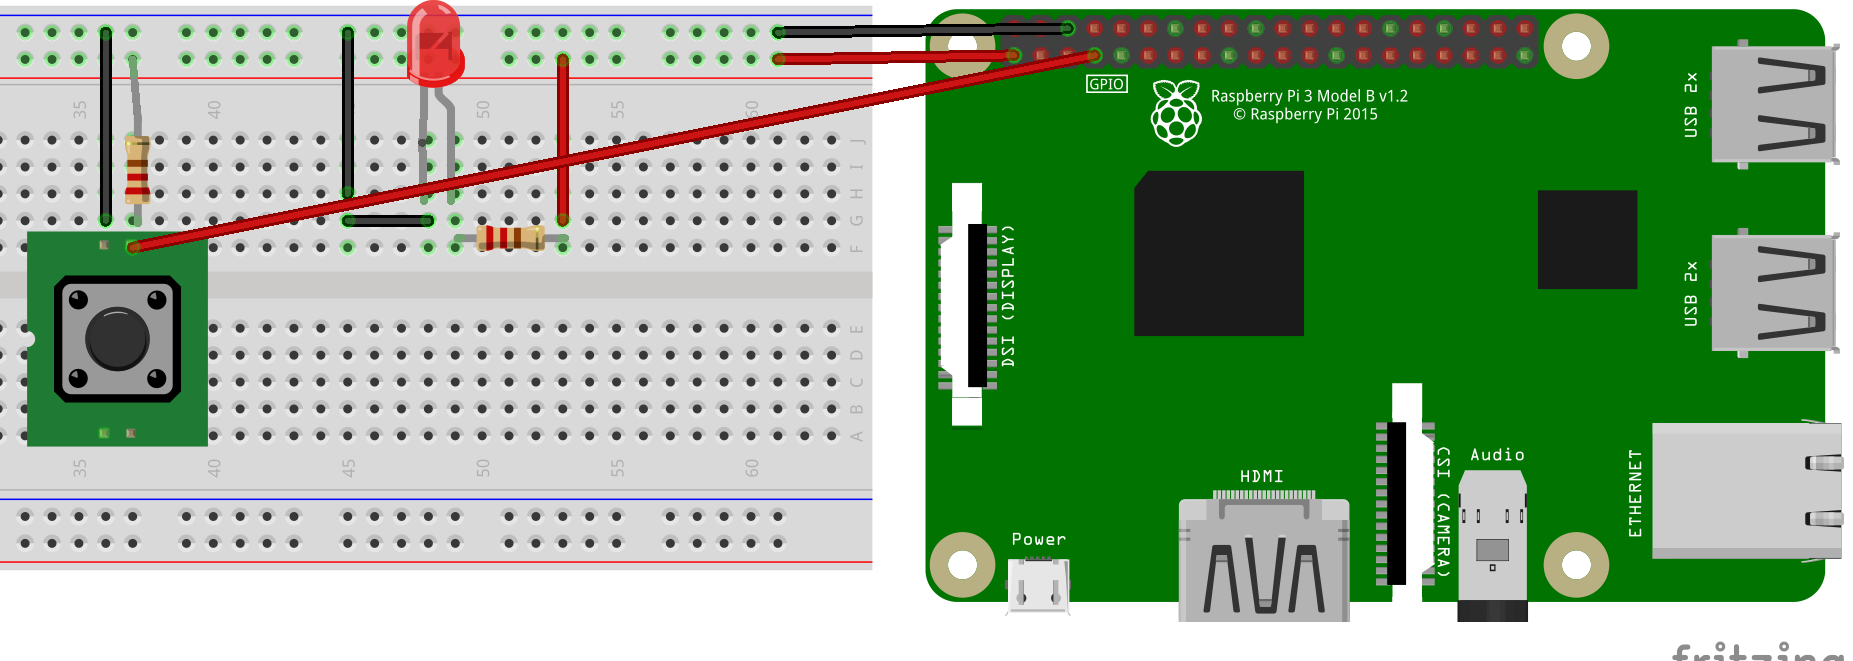 35 40 50 55 60
J
I
H
G
F
E
D
C
B
A
35 40 45 50 55 60
GPIO
Raspberry Pi 3 Model B v1.2
© Raspberry Pi 2015
USB 2x
USB 2x
DSI (DISPLAY)
CSI (CAMERA)
HDMI
Audio
ETHERNET
Power
fritzing